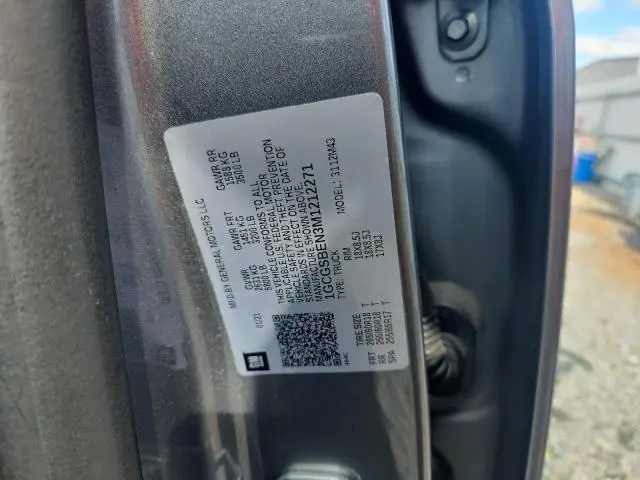 MFD BY GENERAL MOTORS LLC
01/21
GVWR GAWR FRT GAWR RR
2631 KG 1451 KG 1588 KG
5800 LB 3200 LB 3500 LB
THIS VEHICLE CONFORMS TO ALL
APPLICABLE U.S. FEDERAL MOTOR
VEHICLE SAFETY AND THEFT PREVENTION
STANDARDS IN EFFECT ON THE DATE OF
MANUFACTURE SHOWN ABOVE.
1GCGSBEN3M1212271
TYPE: TRUCK MODEL: 3112M43
TIRE SIZE RIM
FRT 265/60R18 T 18X8.5J
RR 265/60R18 T 18X8.5J
SPA 255/65R17 T 17X8J
GM